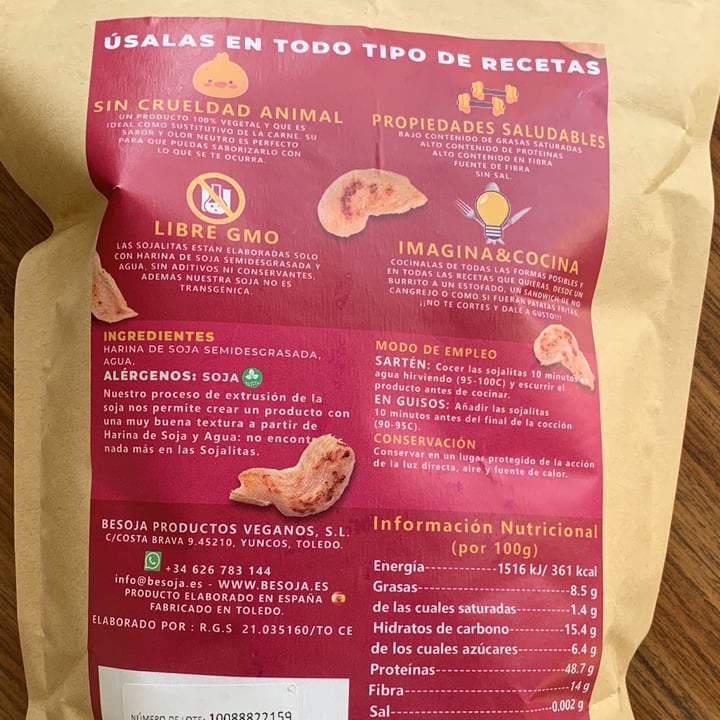 ÚSALAS EN TODO TIPO DE RECETAS
SIN CRUELDAD ANIMAL
UN PRODUCTO 100% VEGETAL Y QUE ES
IDEAL COMO SUSTITUTIVO DE LA CARNE. SU
SABOR Y OLOR NEUTRO ES PERFECTO
PARA QUE PUEDAS SABORIZARLO CON
LO QUE SE TE OCURRA.
PROPIEDADES SALUDABLES
BAJO CONTENIDO DE GRASAS SATURADAS
ALTO CONTENIDO DE PROTEINAS
ALTO CONTENIDO EN FIBRA
FUENTE DE FIBRA
SIN SAL.
LIBRE GMO
LAS SOJALITAS ESTÁN ELABORADAS SOLO
CON HARINA DE SOJA SEMIDESGRASADA Y
AGUA, SIN ADITIVOS NI CONSERVANTES.
ADEMÁS NUESTRA SOJA NO ES
TRANSGÉNICA.
IMAGINA&COCINA
COCINALAS DE TODAS LAS FORMAS POSIBLES Y
EN TODAS LAS RECETAS QUE QUIERAS. DESDE UN
BURRITO A UN ESTOFADO, UN SANDWICH DE NO
CANGREJO O COMO SI FUERAN PATATAS FRITAS,
¡¡NO TE CORTES Y DALE A GUSTO!!!
INGREDIENTES
HARINA DE SOJA SEMIDESGRASADA,
AGUA.
ALÉRGENOS: SOJA
Nuestro proceso de extrusión de la
soja nos permite crear un producto con
una muy buena textura a partir de
Harina de Soja y Agua: no encont
nada más en las Sojalitas.
MODO DE EMPLEO
SARTÉN: Cocer las sojalitas 10 minutos en
agua hirviendo (95-100C) y escurrir el
producto antes de cocinar.
EN GUISOS: Añadir las sojalitas
10 minutos antes del final de la cocción
(90-95C).
CONSERVACIÓN
Conservar en un lugar protegido de la acción
de la luz directa, aire y fuente de calor.
BESOJA PRODUCTOS VEGANOS, S.L.
C/COSTA BRAVA 9.45210, YUNCOS, TOLEDO.
+34 626 783 144
info@besoja.es - WWW.BESOJA.ES
PRODUCTO ELABORADO EN ESPAÑA
FABRICADO EN TOLEDO.
ELABORADO POR : R.G.S 21.035160/TO CE
NÚMERO DE LOTE: 10088822159
Información Nutricional
(por 100g)
Energía------------1516 kJ/ 361 kcal
Grasas-------------------------8.5 g
de las cuales saturadas--------1.4 g
Hidratos de carbono-----------15.4 g
de los cuales azúcares---------6.4 g
Proteínas---------------------48.7 g
Fibra---------------------------14 g
Sal--------------------------0.002 g